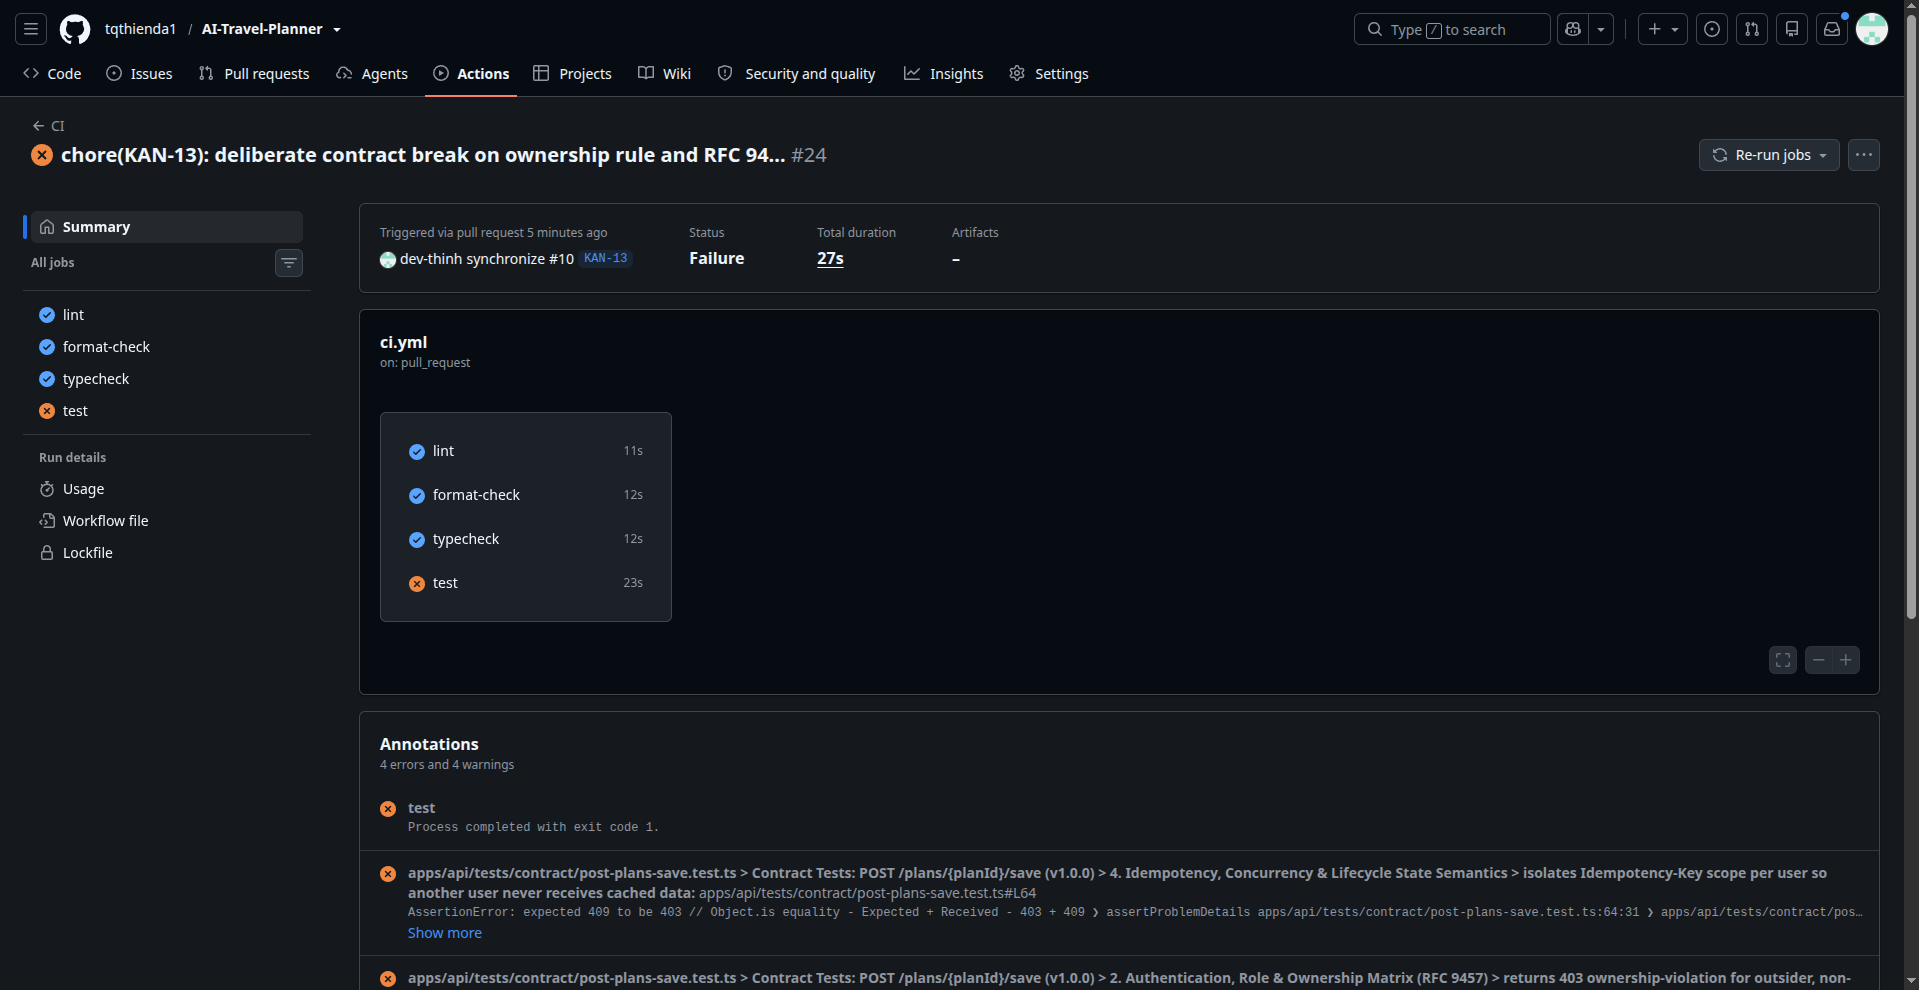 tqthienda1 / AI-Travel-Planner
Type / to search
Code
Issues
Pull requests
Agents
Actions
Projects
Wiki
Security and quality
Insights
Settings
← CI
chore(KAN-13): deliberate contract break on ownership rule and RFC 94... #24
Re-run jobs
Summary
All jobs
lint
format-check
typecheck
test
Run details
Usage
Workflow file
Lockfile
Triggered via pull request 5 minutes ago
dev-thinh synchronize #10 KAN-13
Status
Failure
Total duration
27s
Artifacts
–
ci.yml
on: pull_request
lint 11s
format-check 12s
typecheck 12s
test 23s
Annotations
4 errors and 4 warnings
test
Process completed with exit code 1.
apps/api/tests/contract/post-plans-save.test.ts > Contract Tests: POST /plans/{planId}/save (v1.0.0) > 4. Idempotency, Concurrency & Lifecycle State Semantics > isolates Idempotency-Key scope per user so
another user never receives cached data: apps/api/tests/contract/post-plans-save.test.ts#L64
AssertionError: expected 409 to be 403 // Object.is equality - Expected + Received - 403 + 409 ❯ assertProblemDetails apps/api/tests/contract/post-plans-save.test.ts:64:31 ❯ apps/api/tests/contract/pos…
Show more
apps/api/tests/contract/post-plans-save.test.ts > Contract Tests: POST /plans/{planId}/save (v1.0.0) > 2. Authentication, Role & Ownership Matrix (RFC 9457) > returns 403 ownership-violation for outsider, non-